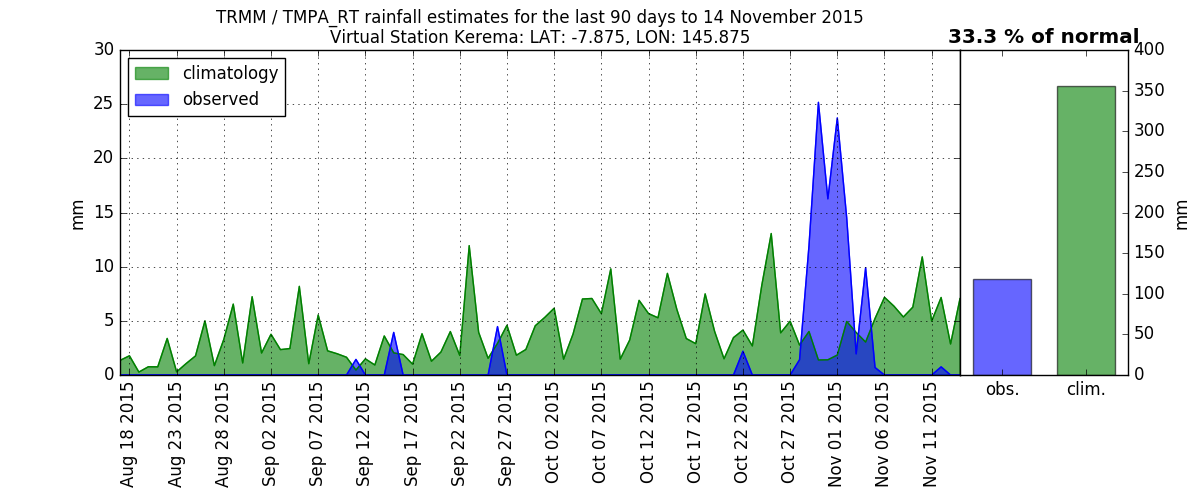 TRMM / TMPA_RT rainfall estimates for the last 90 days to 14 November 2015
Virtual Station Kerema: LAT: -7.875, LON: 145.875
33.3 % of normal
climatology
observed
30
25
20
15
10
5
0
mm
Aug 18 2015
Aug 23 2015
Aug 28 2015
Sep 02 2015
Sep 07 2015
Sep 12 2015
Sep 17 2015
Sep 22 2015
Sep 27 2015
Oct 02 2015
Oct 07 2015
Oct 12 2015
Oct 17 2015
Oct 22 2015
Oct 27 2015
Nov 01 2015
Nov 06 2015
Nov 11 2015
obs.
clim.
400
350
300
250
200
150
100
50
0
mm